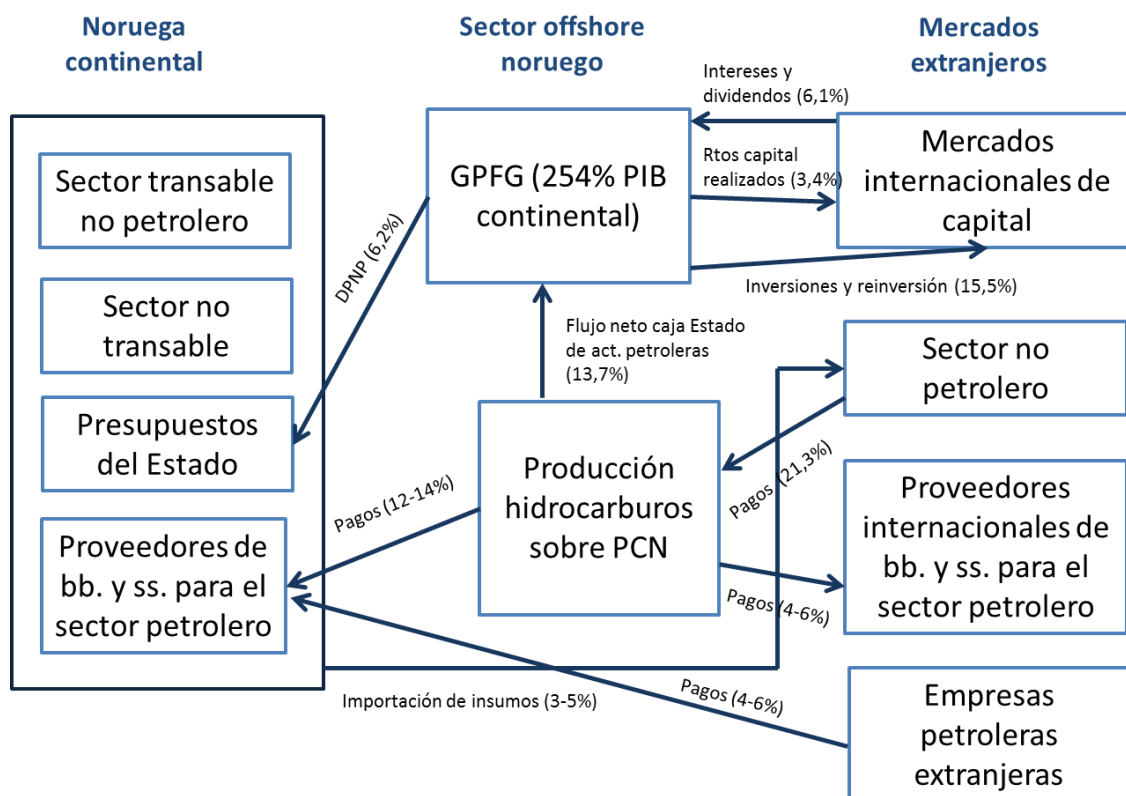 Noruega
continental
Sector offshore
noruego
Mercados
extranjeros
Sector transable
no petrolero
Sector no
transable
Presupuestos
del Estado
Proveedores de
bb. y ss. para el
sector petrolero
DPNP (6,2%)
GPFG (254% PIB
continental)
Flujo neto caja Estado
de act. petroleras
(13,7%)
Producción
hidrocarburos
sobre PCN
Pagos (12-14%)
Importación de insumos (3-5%)
Intereses y
dividendos (6,1%)
Rtos capital
realizados (3,4%)
Inversiones y reinversión (15,5%)
Mercados
internacionales de
capital
Sector no
petrolero
Pagos (21,3%)
Proveedores
internacionales de
bb. y ss. para el
sector petrolero
Pagos (4-6%)
Pagos (4-6%)
Empresas
petroleras
extranjeras